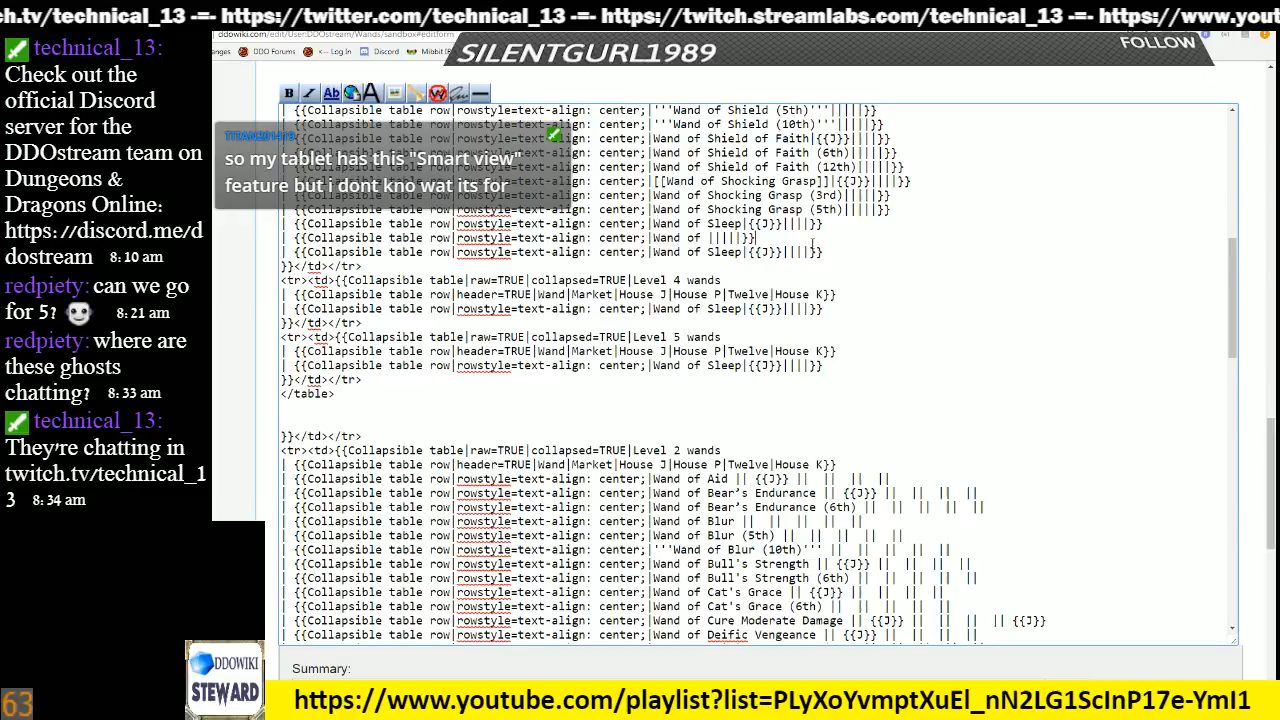 ch.tv/technical_13 -=- https://twitter.com/technical_13 -=- https://twitch.streamlabs.com/technical_13 -=- https://www.yout
ddowiki.com/edit/User:DDOstream/Wands/sandbox#editform
anges DDO Forums <-- Log In Discord Mibbit IR
SILENTGURL1989
FOLLOW
technical_13:
Check out the
official Discord
server for the
DDOstream team on
Dungeons &
Dragons Online:
https://discord.me/d
dostream 8:10 am
redpiety: can we go
for 5? 8:21 am
redpiety: where are
these ghosts
chatting? 8:33 am
technical_13:
They're chatting in
twitch.tv/technical_1
3 8:34 am
so my tablet has this "Smart view"
feature but i dont kno wat its for
B I Ab A W
| {{Collapsible table row|rowstyle=text-align: center;|'''Wand of Shield (5th)'''|||||}}
| {{Collapsible table row|rowstyle=text-align: center;|'''Wand of Shield (10th)'''|||||}}
| {{Collapsible table row|rowstyle=text-align: center;|Wand of Shield of Faith|{{J}}||||}}
| {{Collapsible table row|rowstyle=text-align: center;|Wand of Shield of Faith (6th)|||||}}
| {{Collapsible table row|rowstyle=text-align: center;|Wand of Shield of Faith (12th)|||||}}
| {{Collapsible table row|rowstyle=text-align: center;|[[Wand of Shocking Grasp]]|{{J}}||||}}
| {{Collapsible table row|rowstyle=text-align: center;|Wand of Shocking Grasp (3rd)|||||}}
| {{Collapsible table row|rowstyle=text-align: center;|Wand of Shocking Grasp (5th)|||||}}
| {{Collapsible table row|rowstyle=text-align: center;|Wand of Sleep|{{J}}||||}}
| {{Collapsible table row|rowstyle=text-align: center;|Wand of |||||}}
| {{Collapsible table row|rowstyle=text-align: center;|Wand of Sleep|{{J}}||||}}
}}</td></tr>
<tr><td>{{Collapsible table|raw=TRUE|collapsed=TRUE|Level 4 wands
| {{Collapsible table row|header=TRUE|Wand|Market|House J|House P|Twelve|House K}}
| {{Collapsible table row|rowstyle=text-align: center;|Wand of Sleep|{{J}}||||}}
}}</td></tr>
<tr><td>{{Collapsible table|raw=TRUE|collapsed=TRUE|Level 5 wands
| {{Collapsible table row|header=TRUE|Wand|Market|House J|House P|Twelve|House K}}
| {{Collapsible table row|rowstyle=text-align: center;|Wand of Sleep|{{J}}||||}}
}}</td></tr>
</table>
}}</td></tr>
<tr><td>{{Collapsible table|raw=TRUE|collapsed=TRUE|Level 2 wands
| {{Collapsible table row|header=TRUE|Wand|Market|House J|House P|Twelve|House K}}
| {{Collapsible table row|rowstyle=text-align: center;|Wand of Aid || {{J}} || || || ||
| {{Collapsible table row|rowstyle=text-align: center;|Wand of Bear's Endurance || {{J}} || || || ||
| {{Collapsible table row|rowstyle=text-align: center;|Wand of Bear's Endurance (6th) || || || || ||
| {{Collapsible table row|rowstyle=text-align: center;|Wand of Blur || || || || ||
| {{Collapsible table row|rowstyle=text-align: center;|Wand of Blur (5th) || || || || ||
| {{Collapsible table row|rowstyle=text-align: center;|'''Wand of Blur (10th)''' || || || || ||
| {{Collapsible table row|rowstyle=text-align: center;|Wand of Bull's Strength || {{J}} || || || ||
| {{Collapsible table row|rowstyle=text-align: center;|Wand of Bull's Strength (6th) || || || || ||
| {{Collapsible table row|rowstyle=text-align: center;|Wand of Cat's Grace || {{J}} || || || ||
| {{Collapsible table row|rowstyle=text-align: center;|Wand of Cat's Grace (6th) || || || || ||
| {{Collapsible table row|rowstyle=text-align: center;|Wand of Cure Moderate Damage || {{J}} || || || || {{J}}
| {{Collapsible table row|rowstyle=text-align: center;|Wand of Deific Vengeance || {{J}} || || || ||
Summary:
DDOWIKI
STEWARD
63
https://www.youtube.com/playlist?list=PLyXoYvmptXuEl_nN2LG1ScInP17e-YmI1